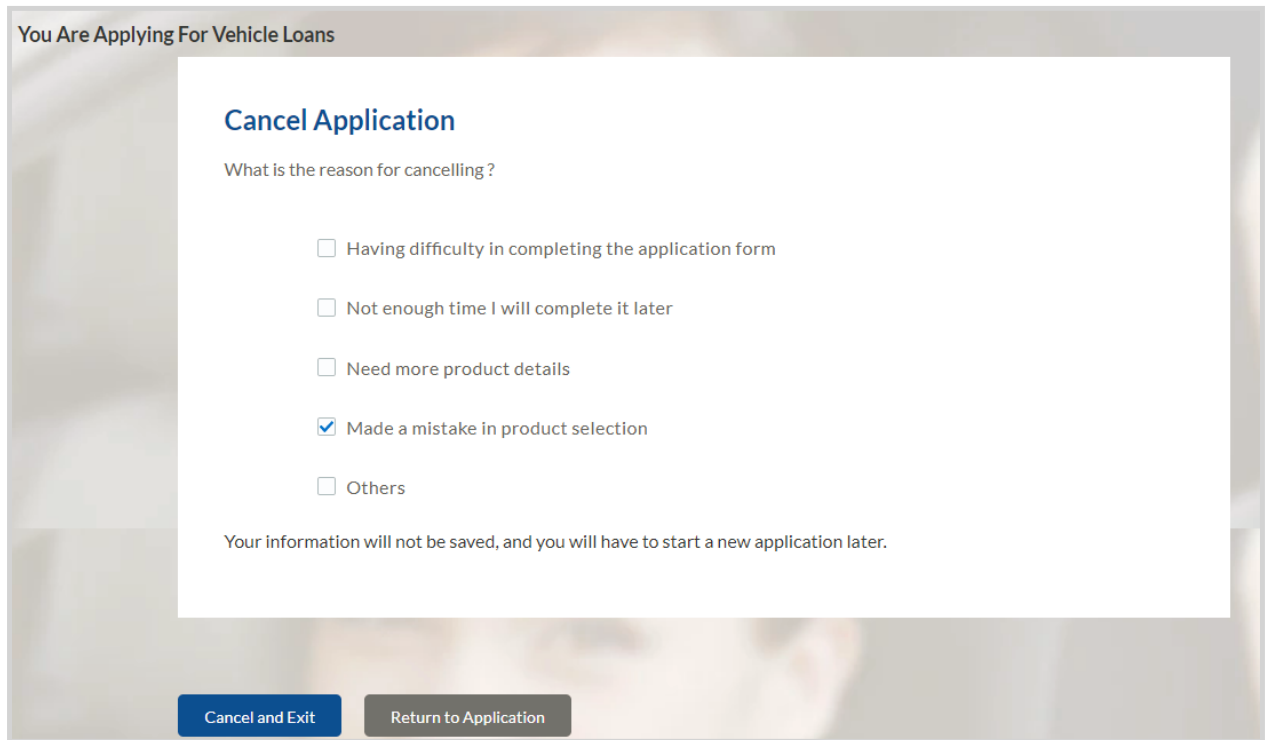 You Are Applying For Vehicle Loans
Cancel Application
What is the reason for cancelling ?
Having difficulty in completing the application form
Not enough time I will complete it later
Need more product details
Made a mistake in product selection
Others
Your information will not be saved, and you will have to start a new application later.
Cancel and Exit
Return to Application